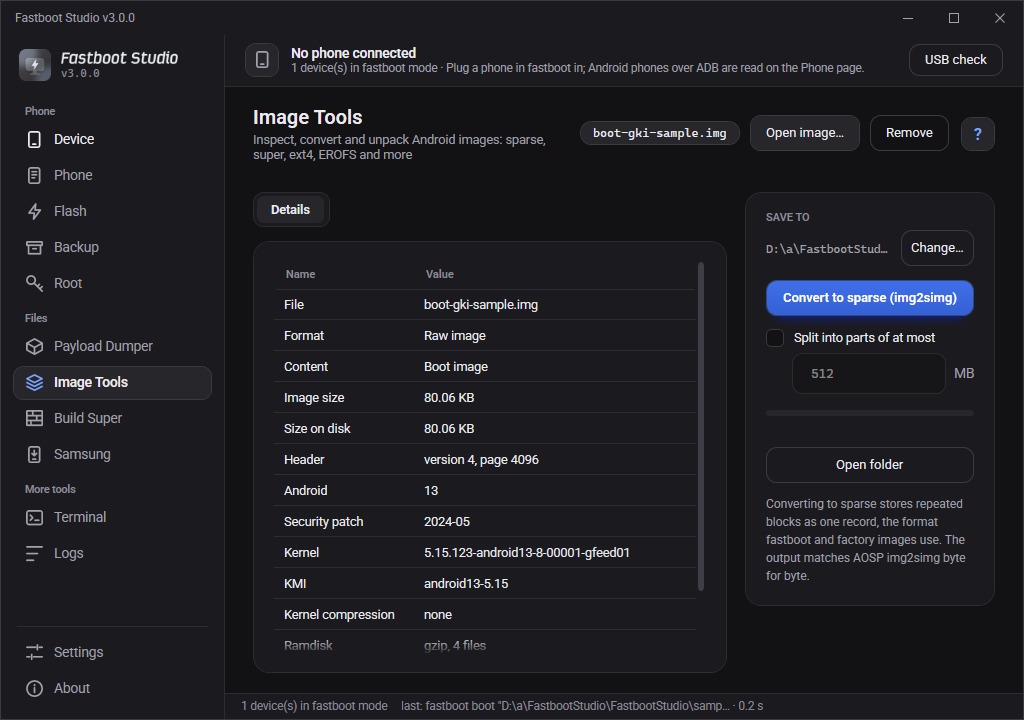 Fastboot Studio v3.0.0
Fastboot Studio
v3.0.0
Phone
Device
Phone
Flash
Backup
Root
Files
Payload Dumper
Image Tools
Build Super
Samsung
More tools
Terminal
Logs
Settings
About
No phone connected
1 device(s) in fastboot mode · Plug a phone in fastboot in; Android phones over ADB are read on the Phone page.
USB check
Image Tools
Inspect, convert and unpack Android images: sparse,
super, ext4, EROFS and more
boot-gki-sample.img
Open image…
Remove
?
Details
Name Value
File boot-gki-sample.img
Format Raw image
Content Boot image
Image size 80.06 KB
Size on disk 80.06 KB
Header version 4, page 4096
Android 13
Security patch 2024-05
Kernel 5.15.123-android13-8-00001-gfeed01
KMI android13-5.15
Kernel compression none
Ramdisk gzip, 4 files
SAVE TO
D:\a\FastbootStud…
Change…
Convert to sparse (img2simg)
Split into parts of at most
512 MB
Open folder
Converting to sparse stores repeated
blocks as one record, the format
fastboot and factory images use. The
output matches AOSP img2simg byte
for byte.
1 device(s) in fastboot mode last: fastboot boot "D:\a\FastbootStudio\FastbootStudio\samp… · 0.2 s